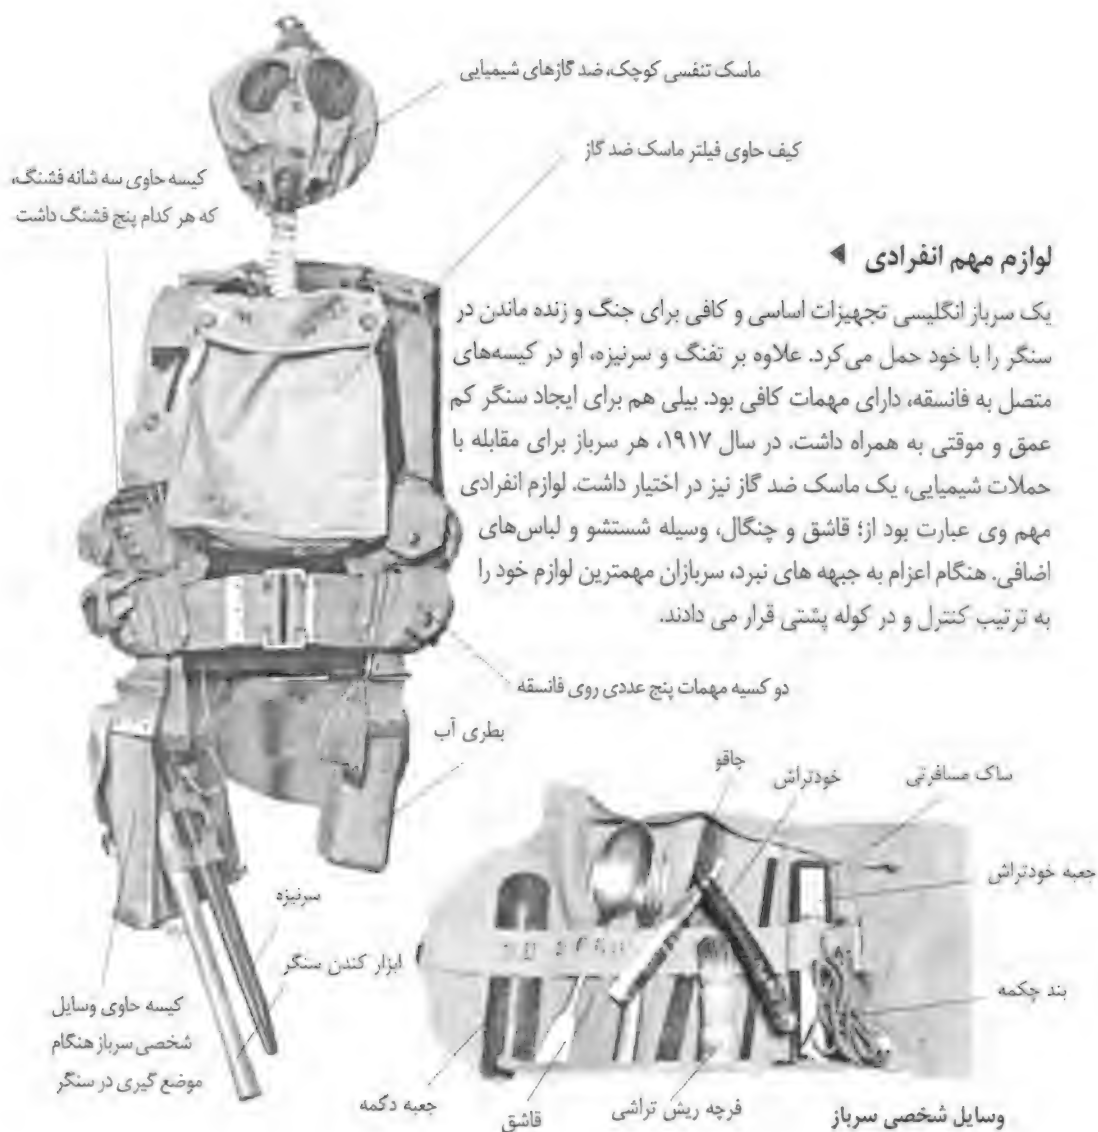 ماسک تنفسی کوچک، ضد گازهای شیمیایی
کیف حاوی فیلتر ماسک ضد گاز
کیسه حاوی سه شانه فشنگ،
که هر کدام پنج فشنگ داشت
لوازم مهم انفرادی
یک سرباز انگلیسی تجهیزات اساسی و کافی برای جنگ و زنده ماندن در
سنگر را با خود حمل می‌کرد. علاوه بر تفنگ و سرنیزه، او در کیسه‌های
متصل به فانسقه، دارای مهمات کافی بود. بیلی هم برای ایجاد سنگر کم
عمق و موقتی به همراه داشت. در سال ۱۹۱۷، هر سرباز برای مقابله با
حملات شیمیایی، یک ماسک ضد گاز نیز در اختیار داشت. لوازم انفرادی
مهم وی عبارت بود از؛ قاشق و چنگال، وسیله شستشو و لباس‌های
اضافی. هنگام اعزام به جبهه های نبرد، سربازان مهمترین لوازم خود را
به ترتیب کنترل و در کوله پشتی قرار می دادند.
دو کسیه مهمات پنج عددی روی فانسقه
بطری آب
چاقو
خودتراش
ساک مسافرتی
جعبه خودتراش
بند چکمه
سرنیزه
ابزار کندن سنگر
کیسه حاوی وسایل
شخصی سرباز هنگام
موضع گیری در سنگر
جعبه دکمه
قاشق
فرچه ریش تراشی
وسایل شخصی سرباز